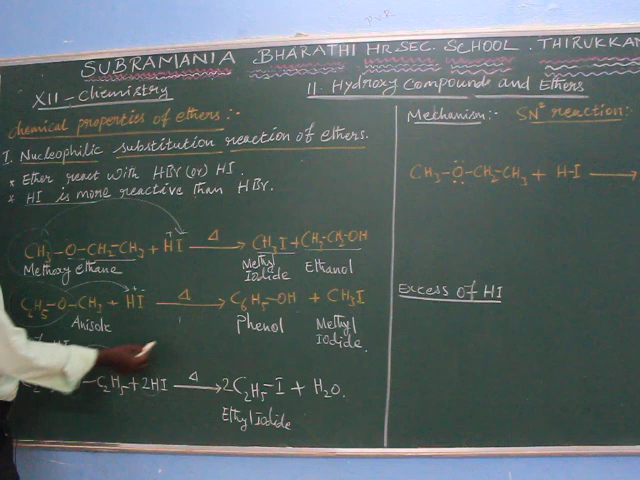 SUBRAMANIA BHARATHI HR.SEC. SCHOOL. THIRUKKAN
XII - Chemistry
11. Hydroxy Compounds and Ethers
chemical properties of ethers:-
I. Nucleophilic substitution reaction of ethers.
* Ether react with HBr (or) HI.
* HI is more reactive than HBr.
CH3-O-CH2-CH3 + HI → Δ CH3I + CH3-CH2-OH
Methoxy ethane Methyl Iodide Ethanol
C6H5-O-CH3 + HI → Δ C6H5-OH + CH3I
Anisole Phenol Methyl Iodide.
HI
-C2H5 + 2HI → Δ 2C2H5-I + H2O.
Ethyl Iodide
Mechanism:- SN² reaction:
CH3-O-CH2-CH3 + H-I →
Excess of HI